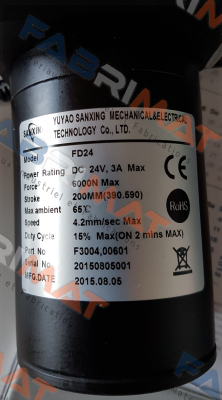 FABRIMAT
SANXIN
YUYAO SANXING MECHANICAL&ELECTRICAL
TECHNOLOGY Co., LTD.
Model FD24
Power Rating DC 24V, 3A Max
Force 6000N Max
Stroke 200MM(390.590)
Max ambient 65℃
Speed 4.2mm/sec Max
Duty Cycle 15% Max(ON 2 mins MAX)
Part No F3004,00601
Serial No 20150805001
MFG.DATE 2015.08.05
CE
RoHS